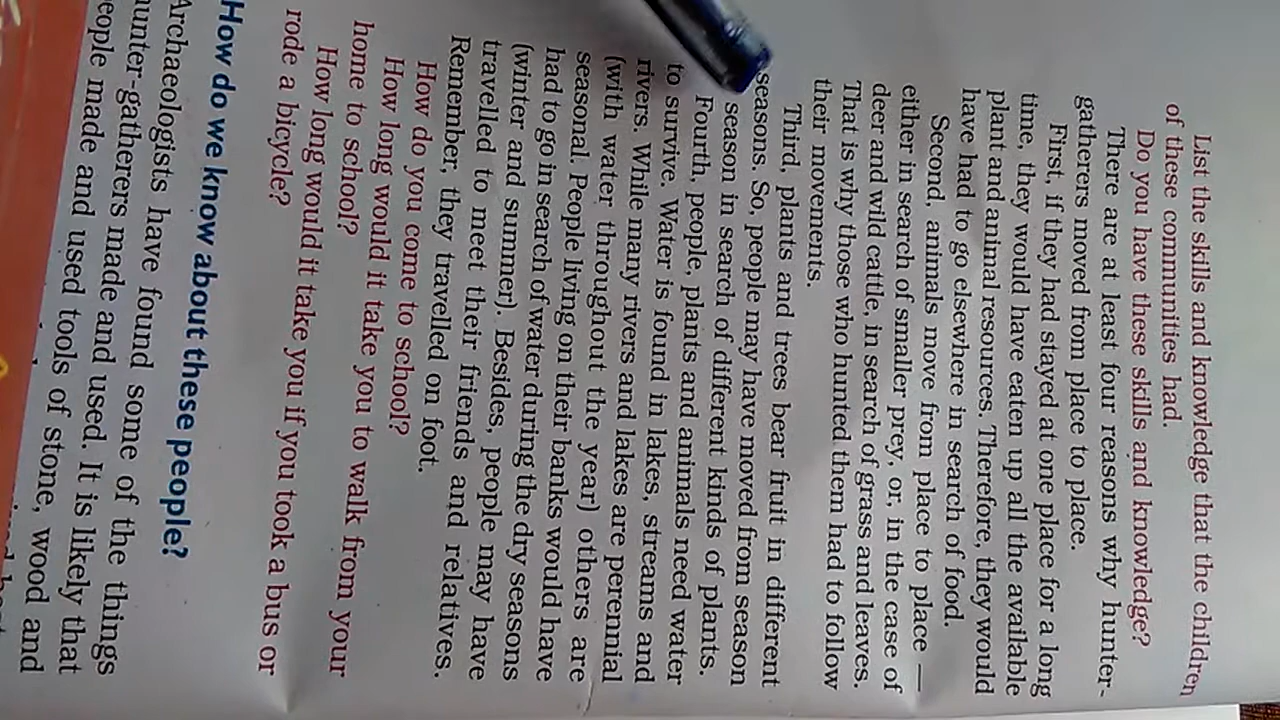 List the skills and knowledge that the children
of these communities had.
Do you have these skills and knowledge?
There are at least four reasons why hunter-
gatherers moved from place to place.
First, if they had stayed at one place for a long
time, they would have eaten up all the available
plant and animal resources. Therefore, they would
have had to go elsewhere in search of food.
Second, animals move from place to place —
either in search of smaller prey, or, in the case of
deer and wild cattle, in search of grass and leaves.
That is why those who hunted them had to follow
their movements.
Third, plants and trees bear fruit in different
seasons. So, people may have moved from season
season in search of different kinds of plants.
Fourth, people, plants and animals need water
to survive. Water is found in lakes, streams and
rivers. While many rivers and lakes are perennial
(with water throughout the year) others are
seasonal. People living on their banks would have
had to go in search of water during the dry seasons
(winter and summer). Besides, people may have
travelled to meet their friends and relatives.
Remember, they travelled on foot.
How do you come to school?
How long would it take you to walk from your
home to school?
How long would it take you if you took a bus or
rode a bicycle?
How do we know about these people?
Archaeologists have found some of the things
hunter-gatherers made and used. It is likely that
people made and used tools of stone, wood and